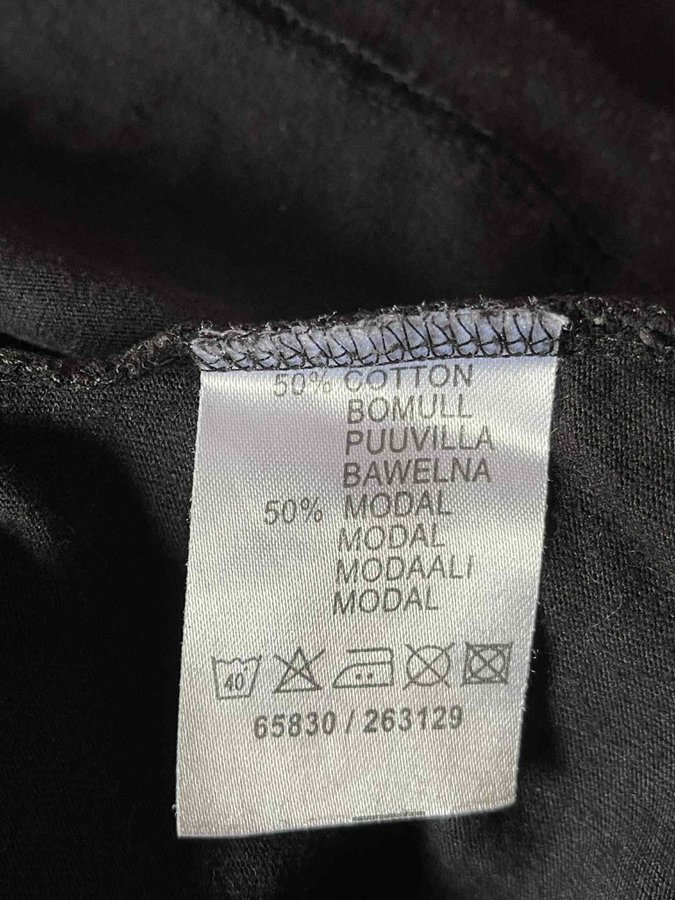 50% COTTON
BOMULL
PUUVILLA
BAWELNA
50% MODAL
MODAL
MODAALI
MODAL
40
65830 / 263129